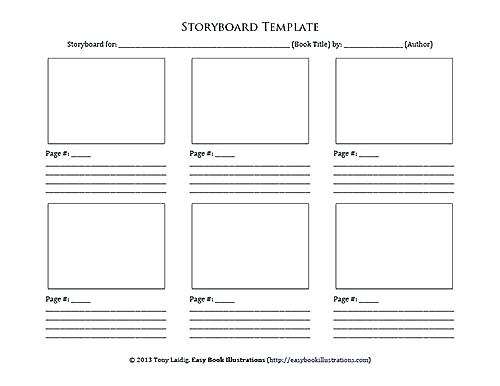 STORYBOARD TEMPLATE
Storyboard for: ____________________ (Book Title) by: ____________ (Author)
Page #: _____ Page #: _____ Page #: _____
Page #: _____ Page #: _____ Page #: _____
© 2013 Tony Laidig, Easy Book Illustrations (http://easybookillustrations.com)